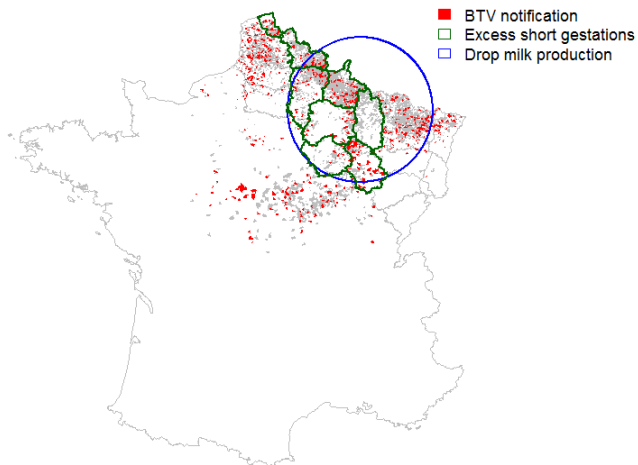 BTV notification
Excess short gestations
Drop milk production